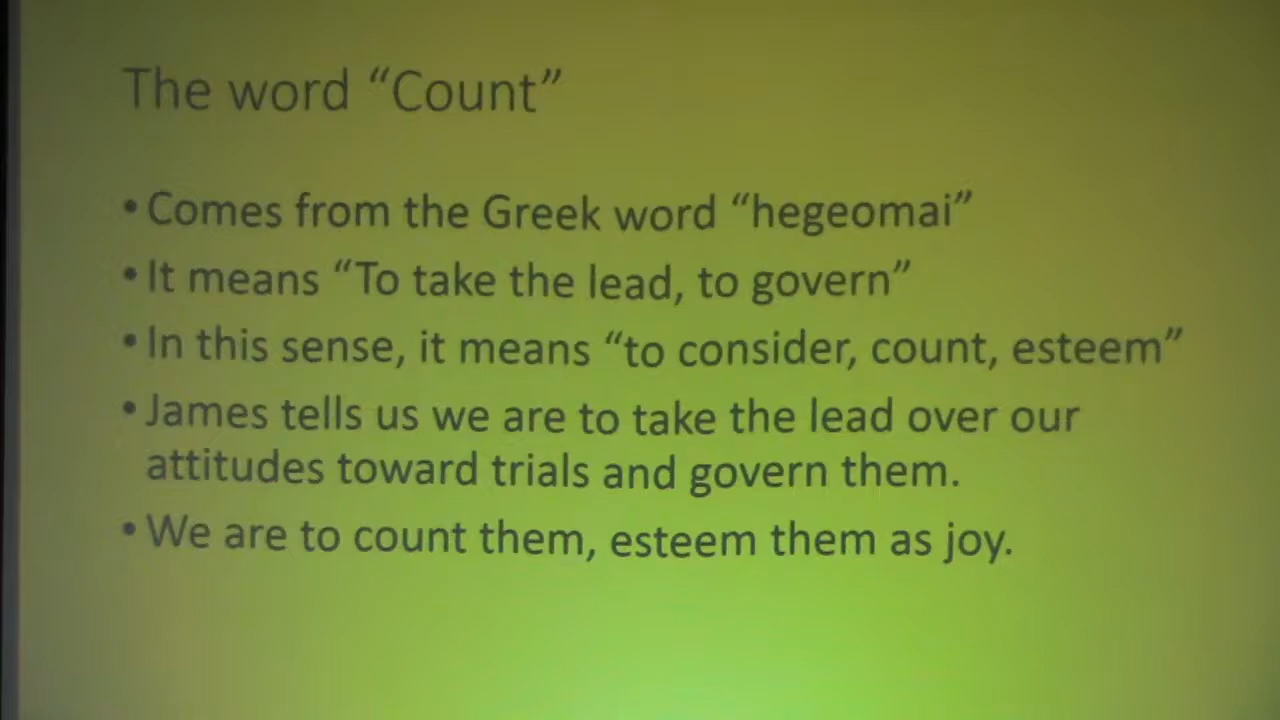 The word “Count”
• Comes from the Greek word “hegeomai”
• It means “To take the lead, to govern”
• In this sense, it means “to consider, count, esteem”
• James tells us we are to take the lead over our
attitudes toward trials and govern them.
• We are to count them, esteem them as joy.